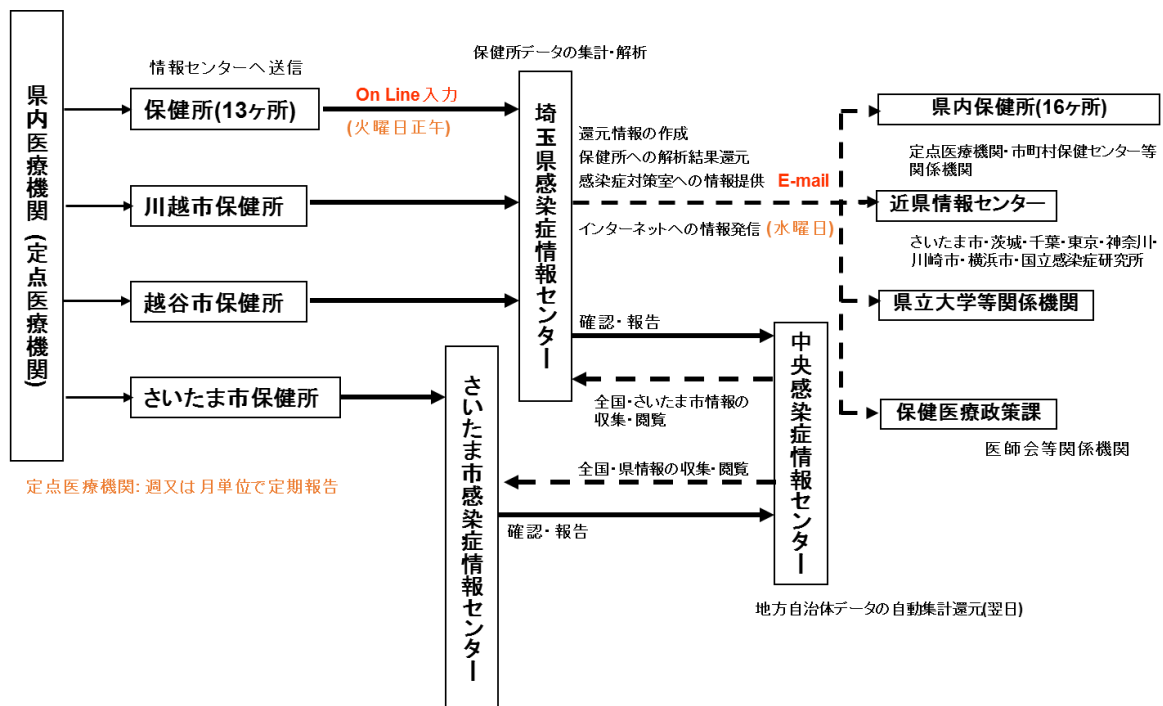 県内医療機関(定点医療機関)
情報センターへ送信
保健所(13ヶ所)
川越市保健所
越谷市保健所
さいたま市保健所
定点医療機関: 週又は月単位で定期報告
On Line 入力
(火曜日正午)
保健所データの集計・解析
埼玉県感染症情報センター
さいたま市感染症情報センター
還元情報の作成
保健所への解析結果還元
感染症対策室への情報提供 E-mail
インターネットへの情報発信 (水曜日)
確認・報告
全国・さいたま市情報の
収集・閲覧
全国・県情報の収集・閲覧
確認・報告
中央感染症情報センター
地方自治体データの自動集計還元(翌日)
県内保健所(16ヶ所)
定点医療機関・市町村保健センター等
関係機関
近県情報センター
さいたま市・茨城・千葉・東京・神奈川・
川崎市・横浜市・国立感染症研究所
県立大学等関係機関
保健医療政策課
医師会等関係機関